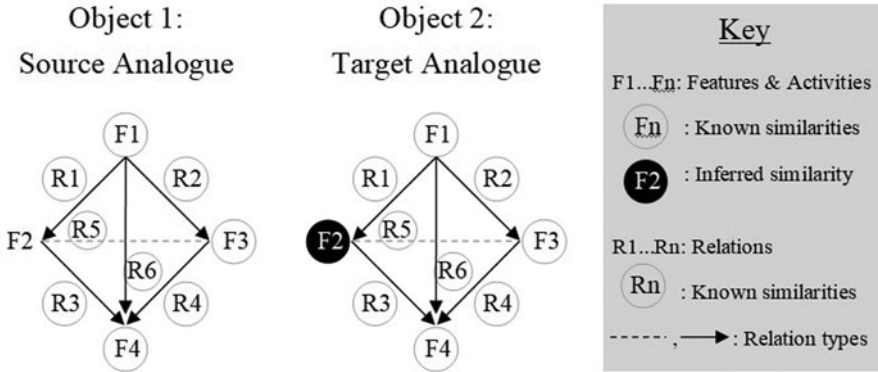 Object 1:
Source Analogue
F1
R1
R2
F2
R5
F3
R6
R3
R4
F4
Object 2:
Target Analogue
F1
R1
R2
F2
R5
F3
R6
R3
R4
F4
Key
F1...Fn: Features & Activities
Fn : Known similarities
F2 : Inferred similarity
R1...Rn: Relations
Rn : Known similarities
, : Relation types